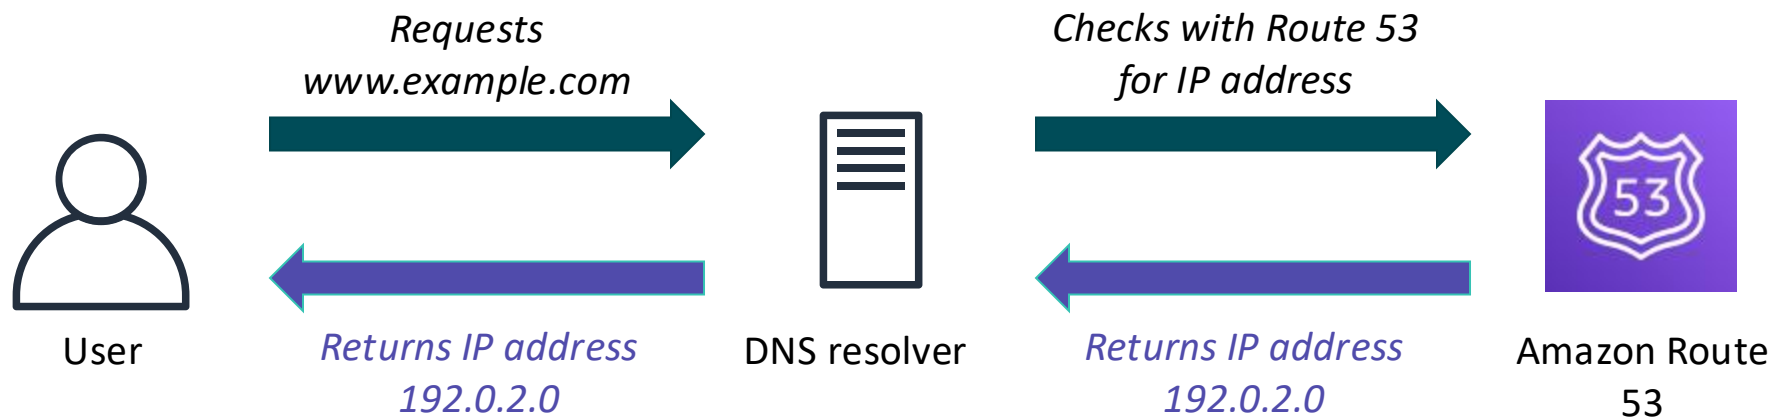 Requests
www.example.com
Checks with Route 53
for IP address
53
User
Returns IP address
192.0.2.0
DNS resolver
Returns IP address
192.0.2.0
Amazon Route
53